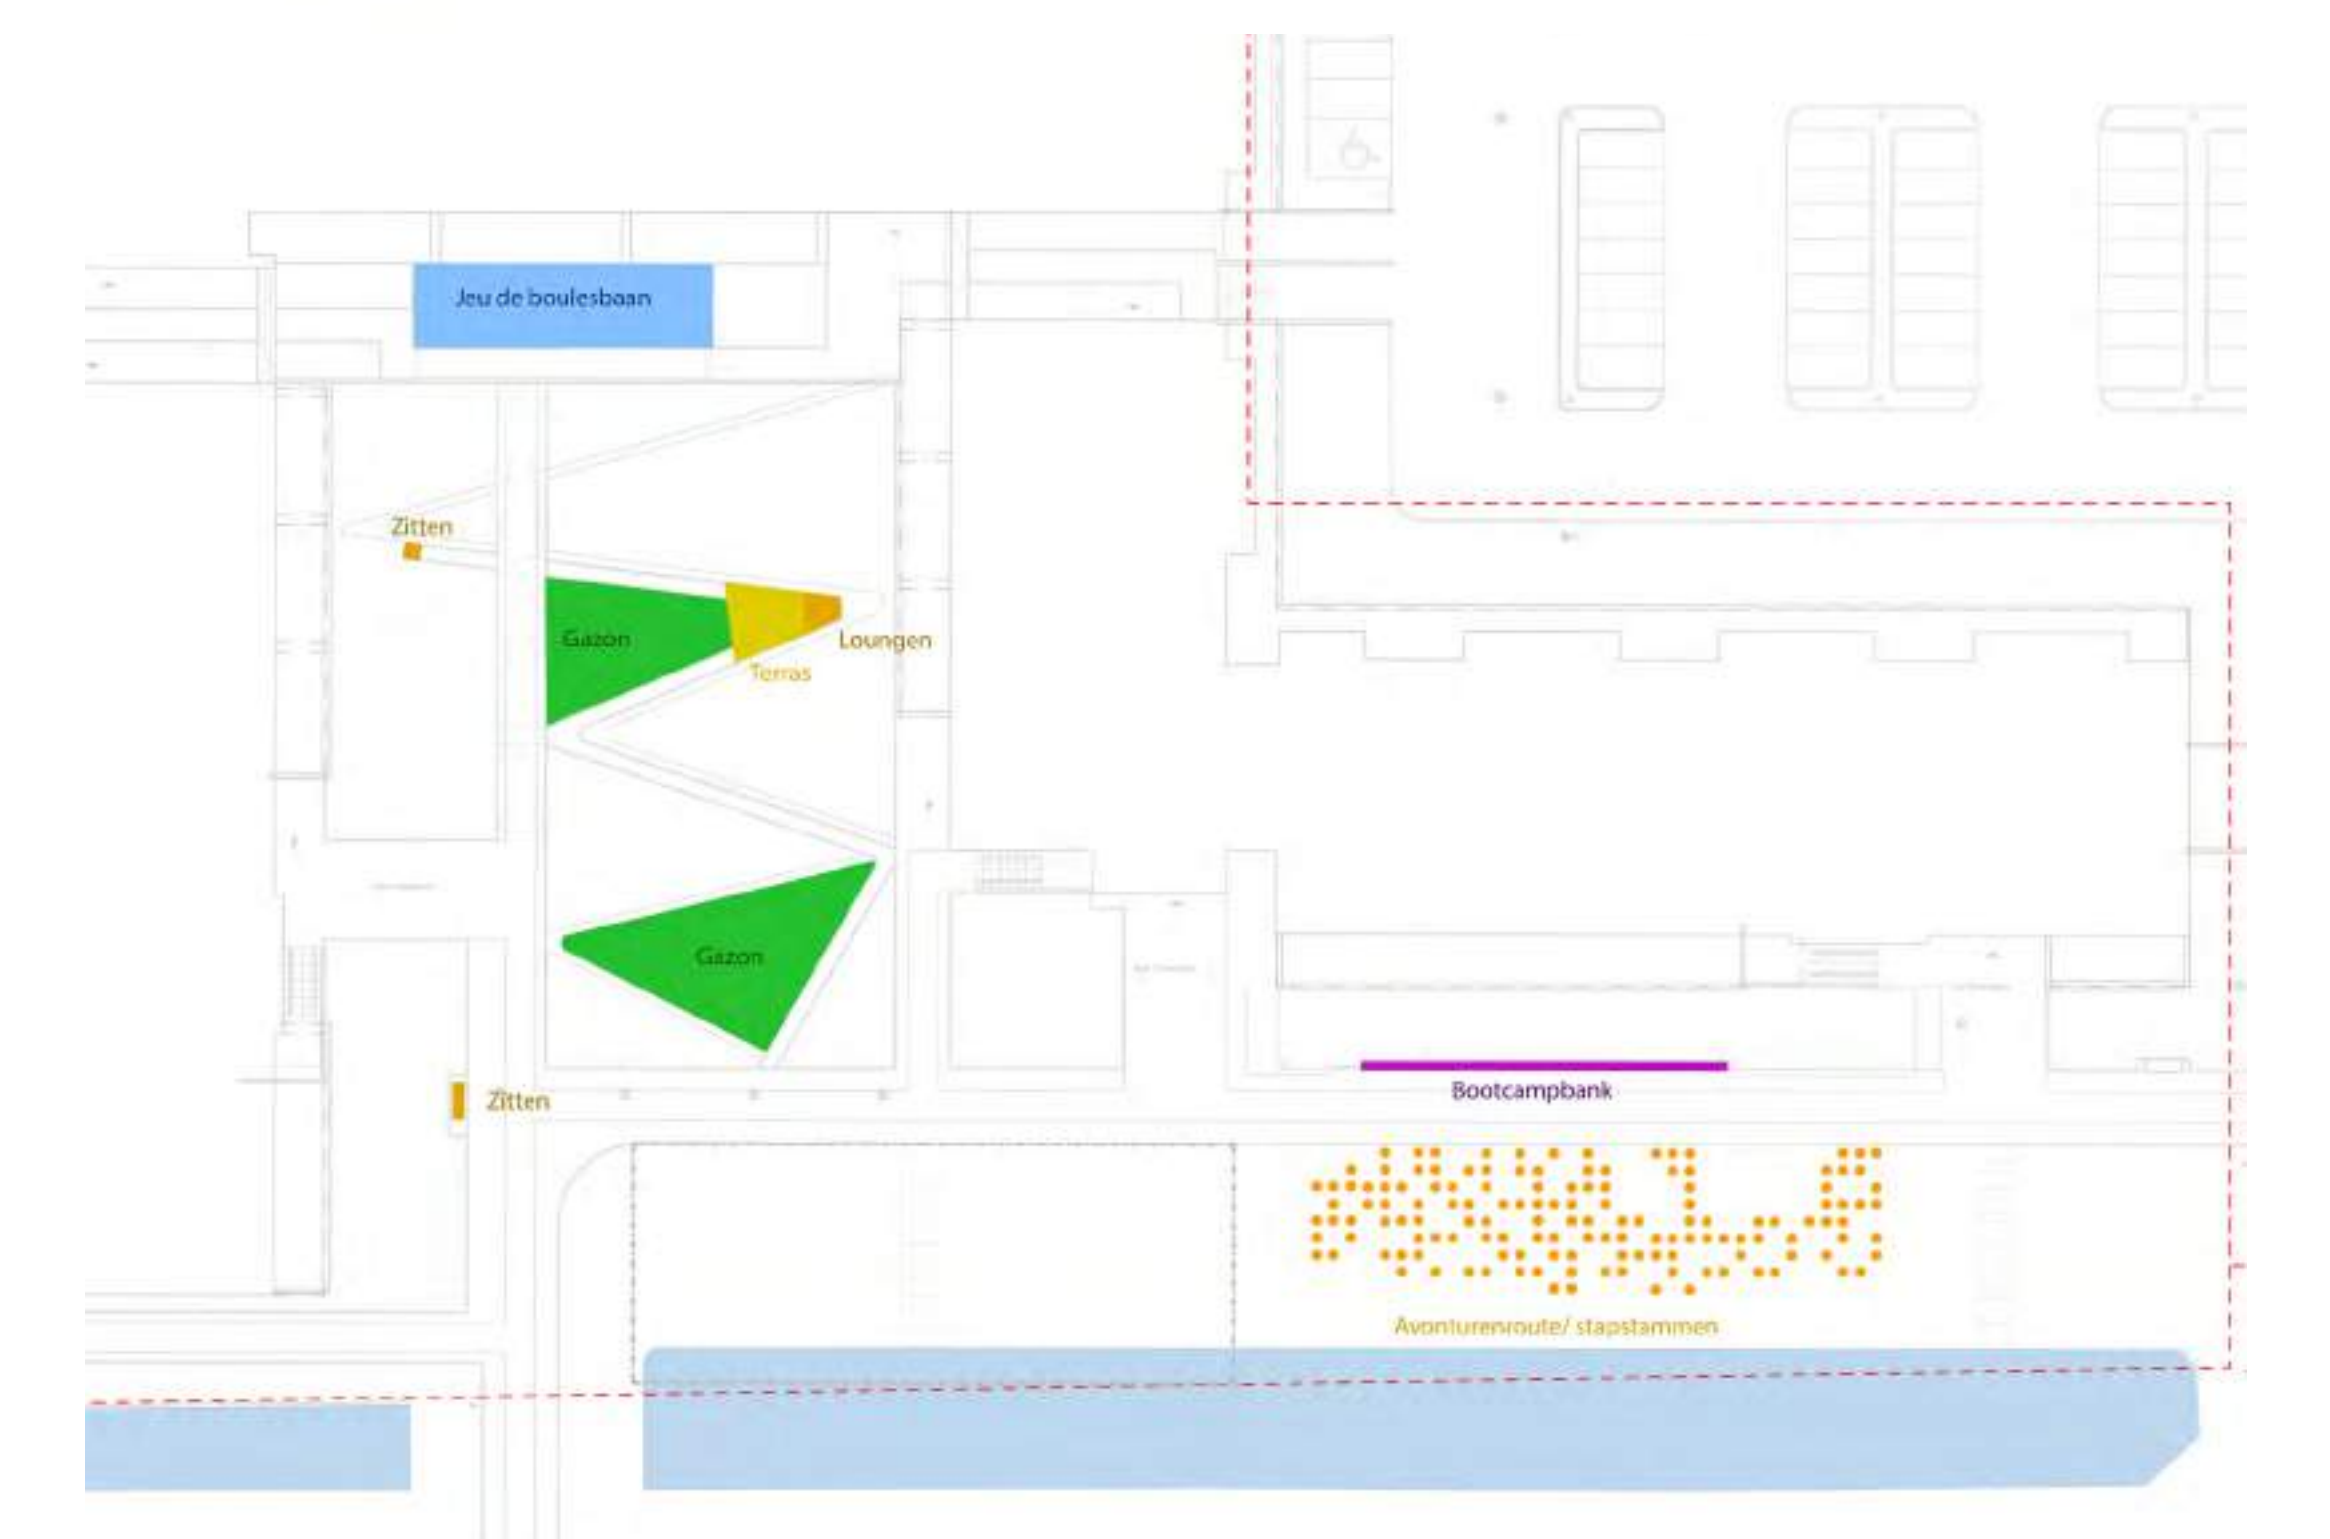 Jeu de boulesbaan
Zitten
Gazon
Loungen
Terras
Gazon
Zitten
Bootcampbank
Avonturenroute/ stapstammen